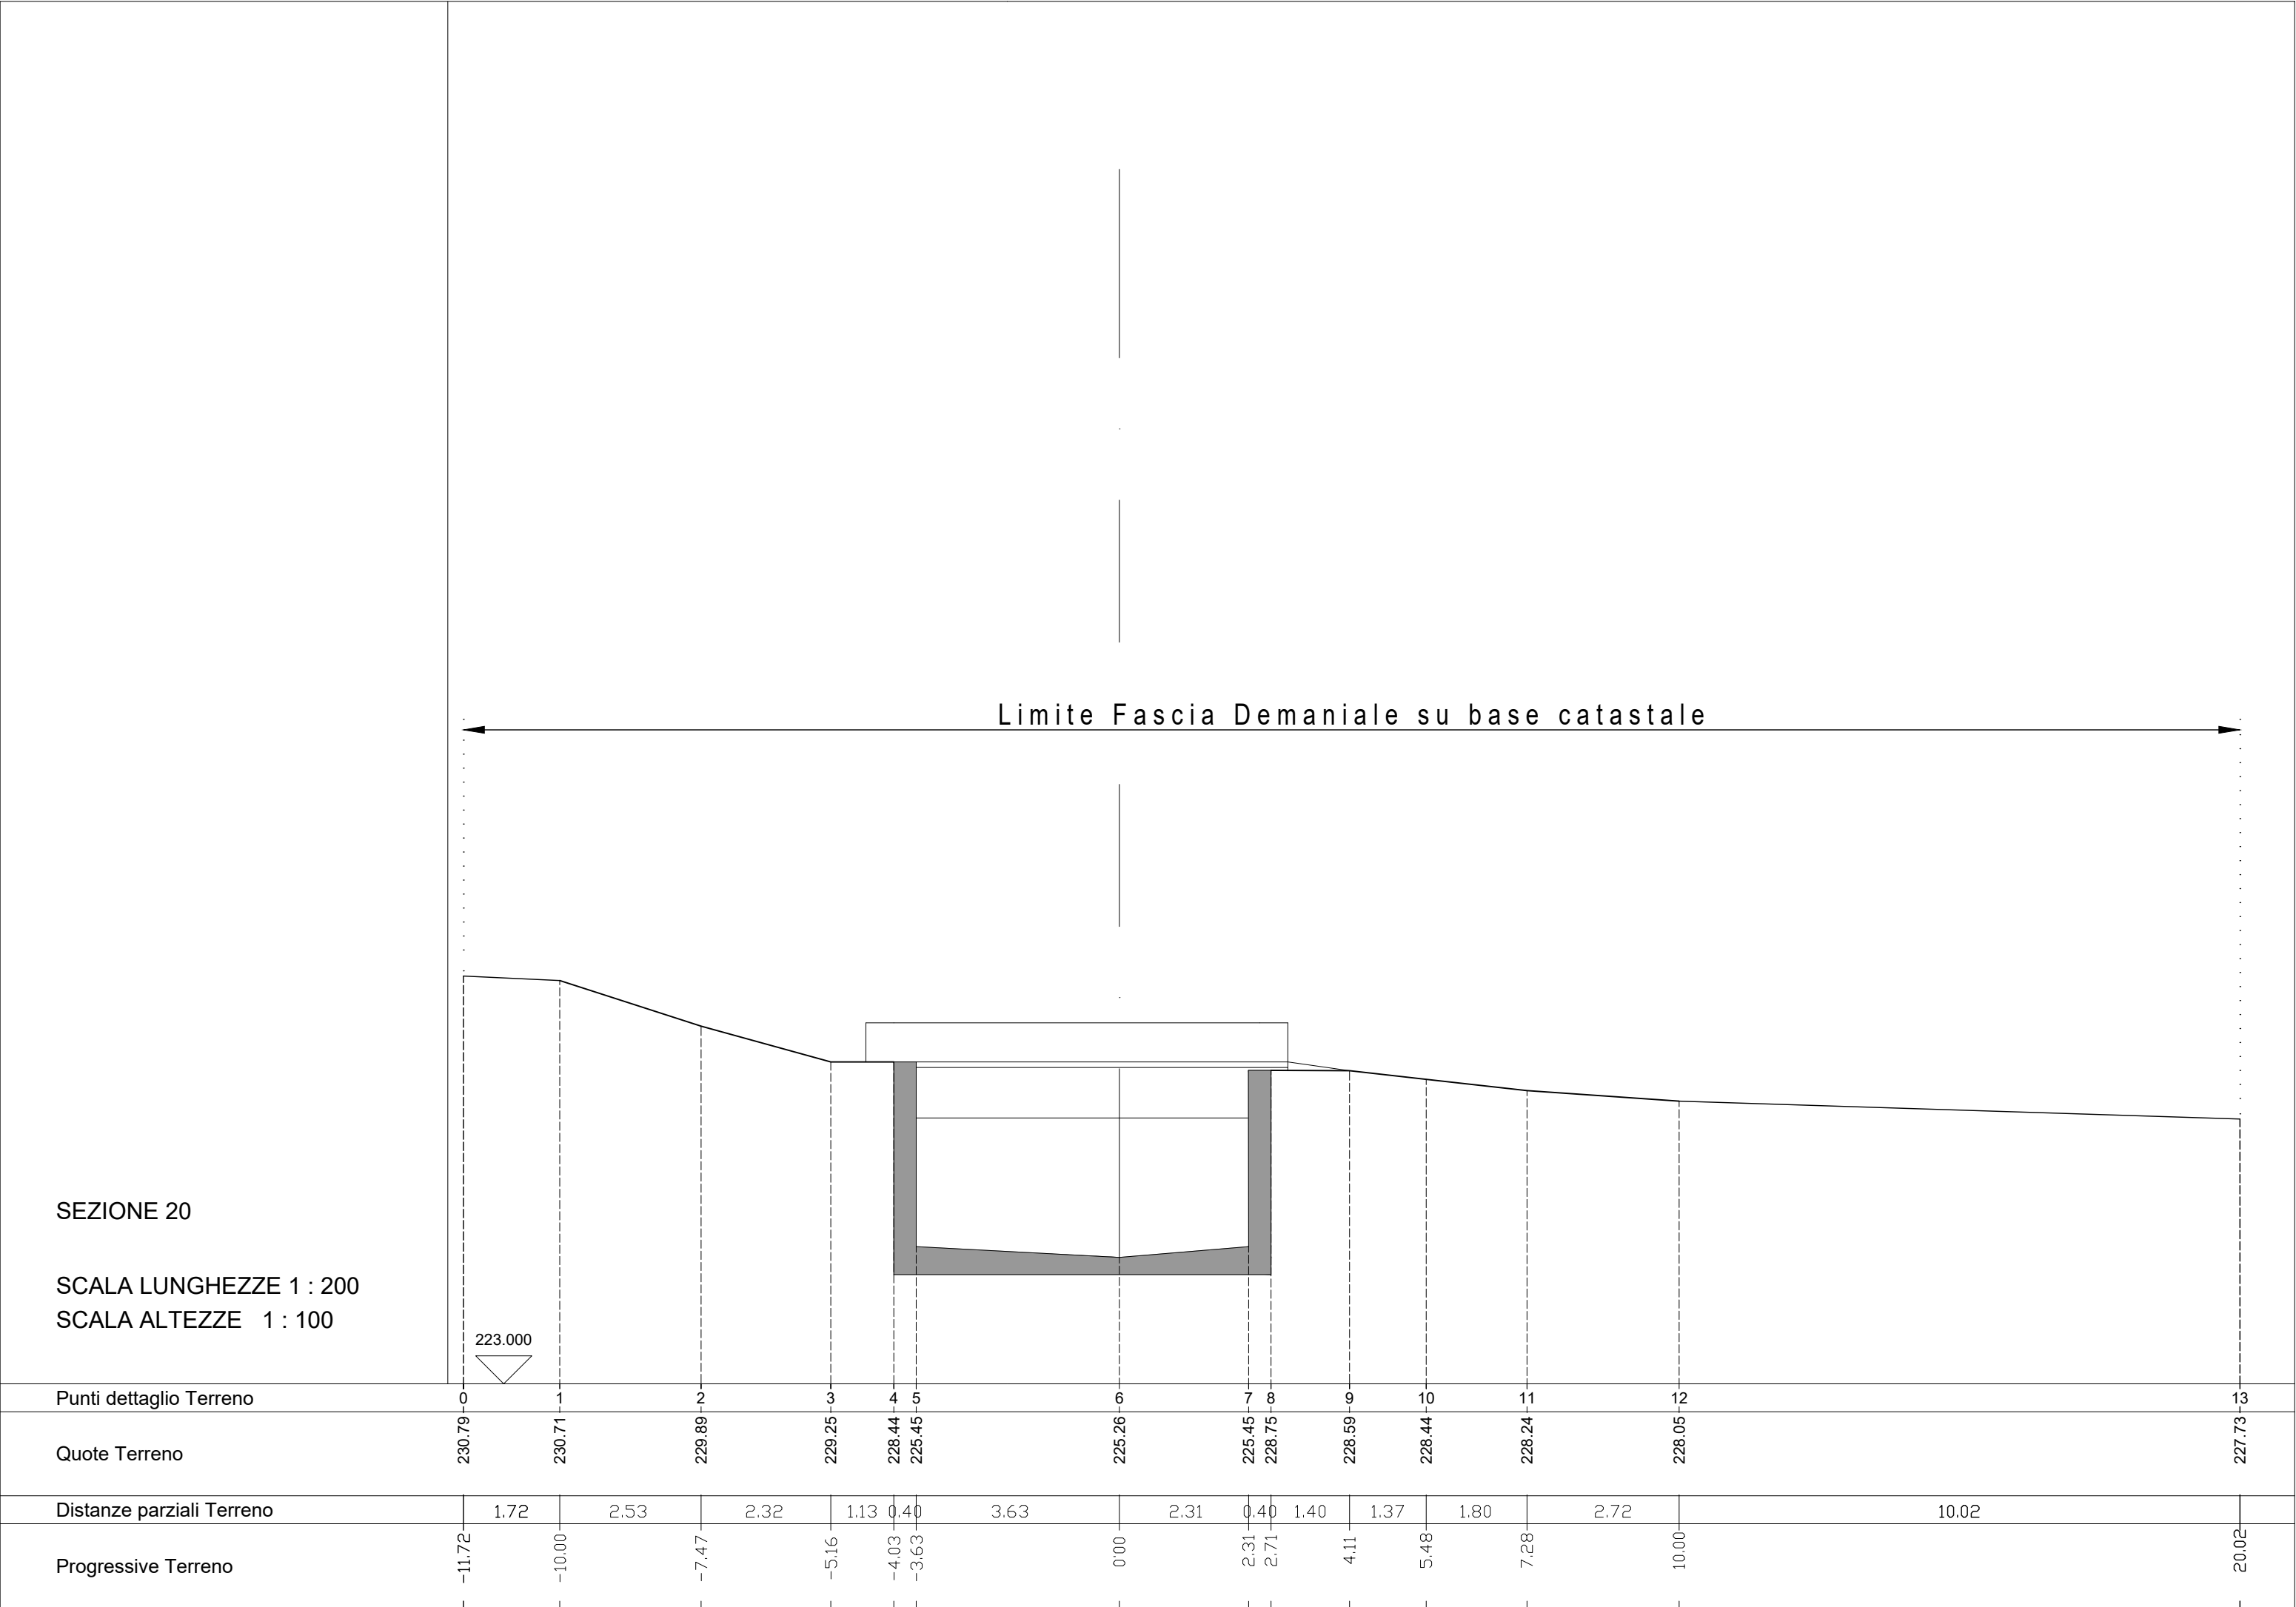 Limite Fascia Demaniale su base catastale
SEZIONE 20
SCALA LUNGHEZZE 1 : 200
SCALA ALTEZZE 1 : 100
223.000
Punti dettaglio Terreno 0 1 2 3 4 5 6 7 8 9 10 11 12 13
Quote Terreno 230.79 230.71 229.89 229.25 228.44 225.45 225.26 225.45 228.75 228.59 228.44 228.24 228.05 227.73
Distanze parziali Terreno 1.72 2.53 2.32 1.13 0.40 3.63 2.31 0.40 1.40 1.37 1.80 2.72 10.02
Progressive Terreno -11.72 -10.00 -7.47 -5.16 -4.03 -3.63 0'00 2.31 2.71 4.11 5.48 7.28 10.00 20.02